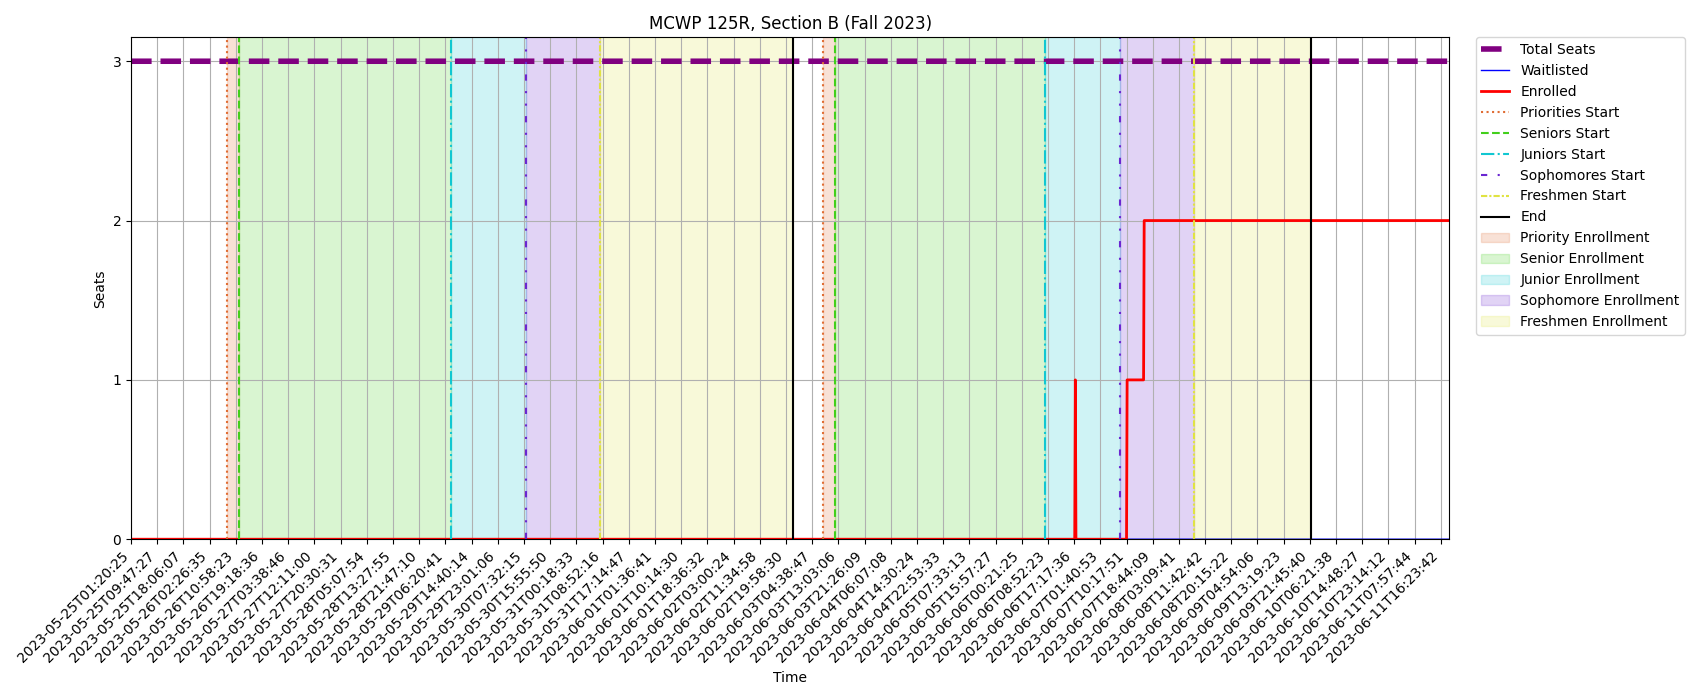 MCWP 125R, Section B (Fall 2023)
Seats
3
2
1
0
2023-05-25T01:20:25
2023-05-25T09:47:27
2023-05-25T18:06:07
2023-05-26T02:26:35
2023-05-26T10:58:23
2023-05-26T19:18:36
2023-05-27T03:38:46
2023-05-27T12:11:00
2023-05-27T20:30:31
2023-05-28T05:07:54
2023-05-28T13:27:55
2023-05-28T21:47:10
2023-05-29T06:20:41
2023-05-29T14:40:14
2023-05-29T23:01:06
2023-05-30T07:32:15
2023-05-30T15:55:50
2023-05-31T00:18:33
2023-05-31T08:52:16
2023-05-31T17:14:47
2023-06-01T01:36:41
2023-06-01T10:14:30
2023-06-01T18:36:32
2023-06-02T03:00:24
2023-06-02T11:34:58
2023-06-02T19:58:30
2023-06-03T04:38:47
2023-06-03T13:03:06
2023-06-03T21:26:09
2023-06-04T06:07:08
2023-06-04T14:30:24
2023-06-04T22:53:33
2023-06-05T07:33:13
2023-06-05T15:57:27
2023-06-06T00:21:25
2023-06-06T08:52:23
2023-06-06T17:17:36
2023-06-07T01:40:53
2023-06-07T10:17:51
2023-06-07T18:44:09
2023-06-08T03:09:41
2023-06-08T11:42:42
2023-06-08T20:15:22
2023-06-09T04:54:06
2023-06-09T13:19:23
2023-06-09T21:45:40
2023-06-10T06:21:38
2023-06-10T14:48:27
2023-06-10T23:14:12
2023-06-11T07:57:44
2023-06-11T16:23:42
Time
Total Seats
Waitlisted
Enrolled
Priorities Start
Seniors Start
Juniors Start
Sophomores Start
Freshmen Start
End
Priority Enrollment
Senior Enrollment
Junior Enrollment
Sophomore Enrollment
Freshmen Enrollment